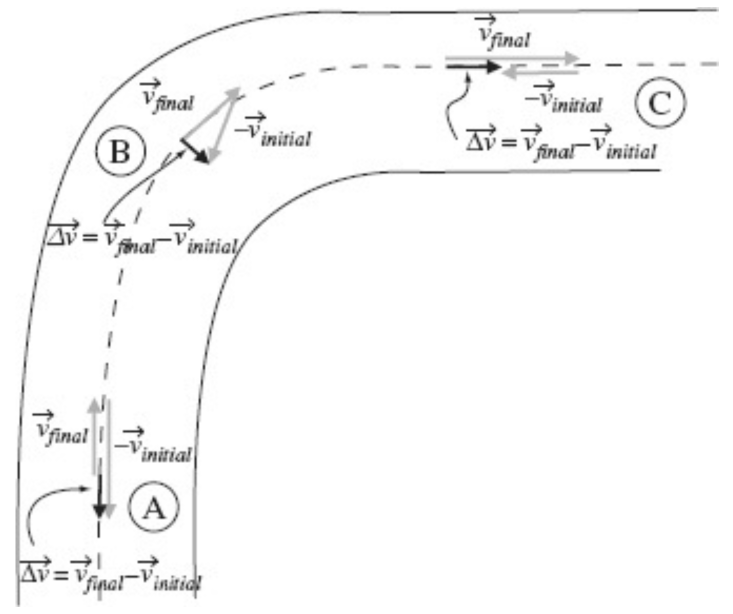 v⃗final
−v⃗initial
C
Δv⃗ = v⃗final−v⃗initial
v⃗final
−v⃗initial
B
Δv⃗ = v⃗final−v⃗initial
v⃗final
−v⃗initial
A
Δv⃗ = v⃗final−v⃗initial